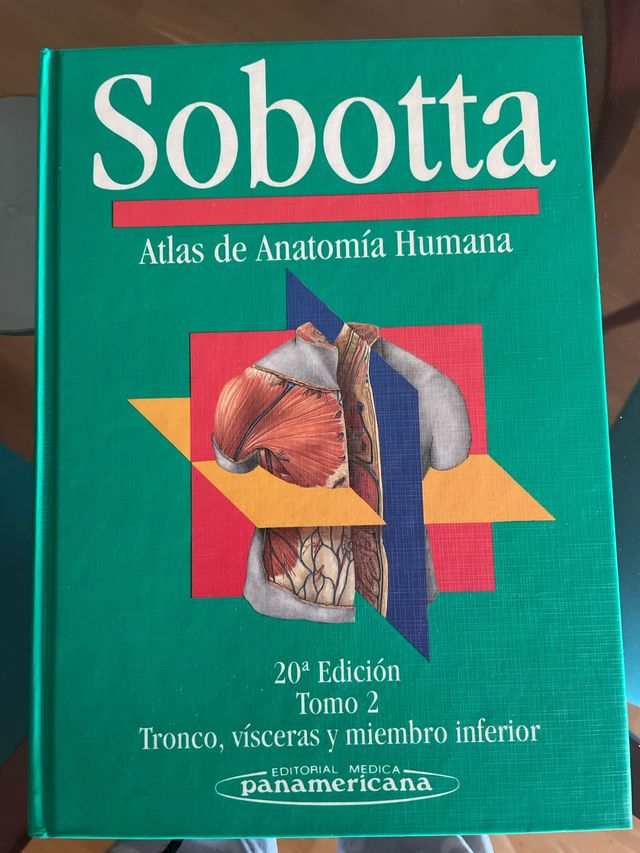 Sobotta
Atlas de Anatomía Humana
20ª Edición
Tomo 2
Tronco, vísceras y miembro inferior
EDITORIAL MEDICA
panamericana